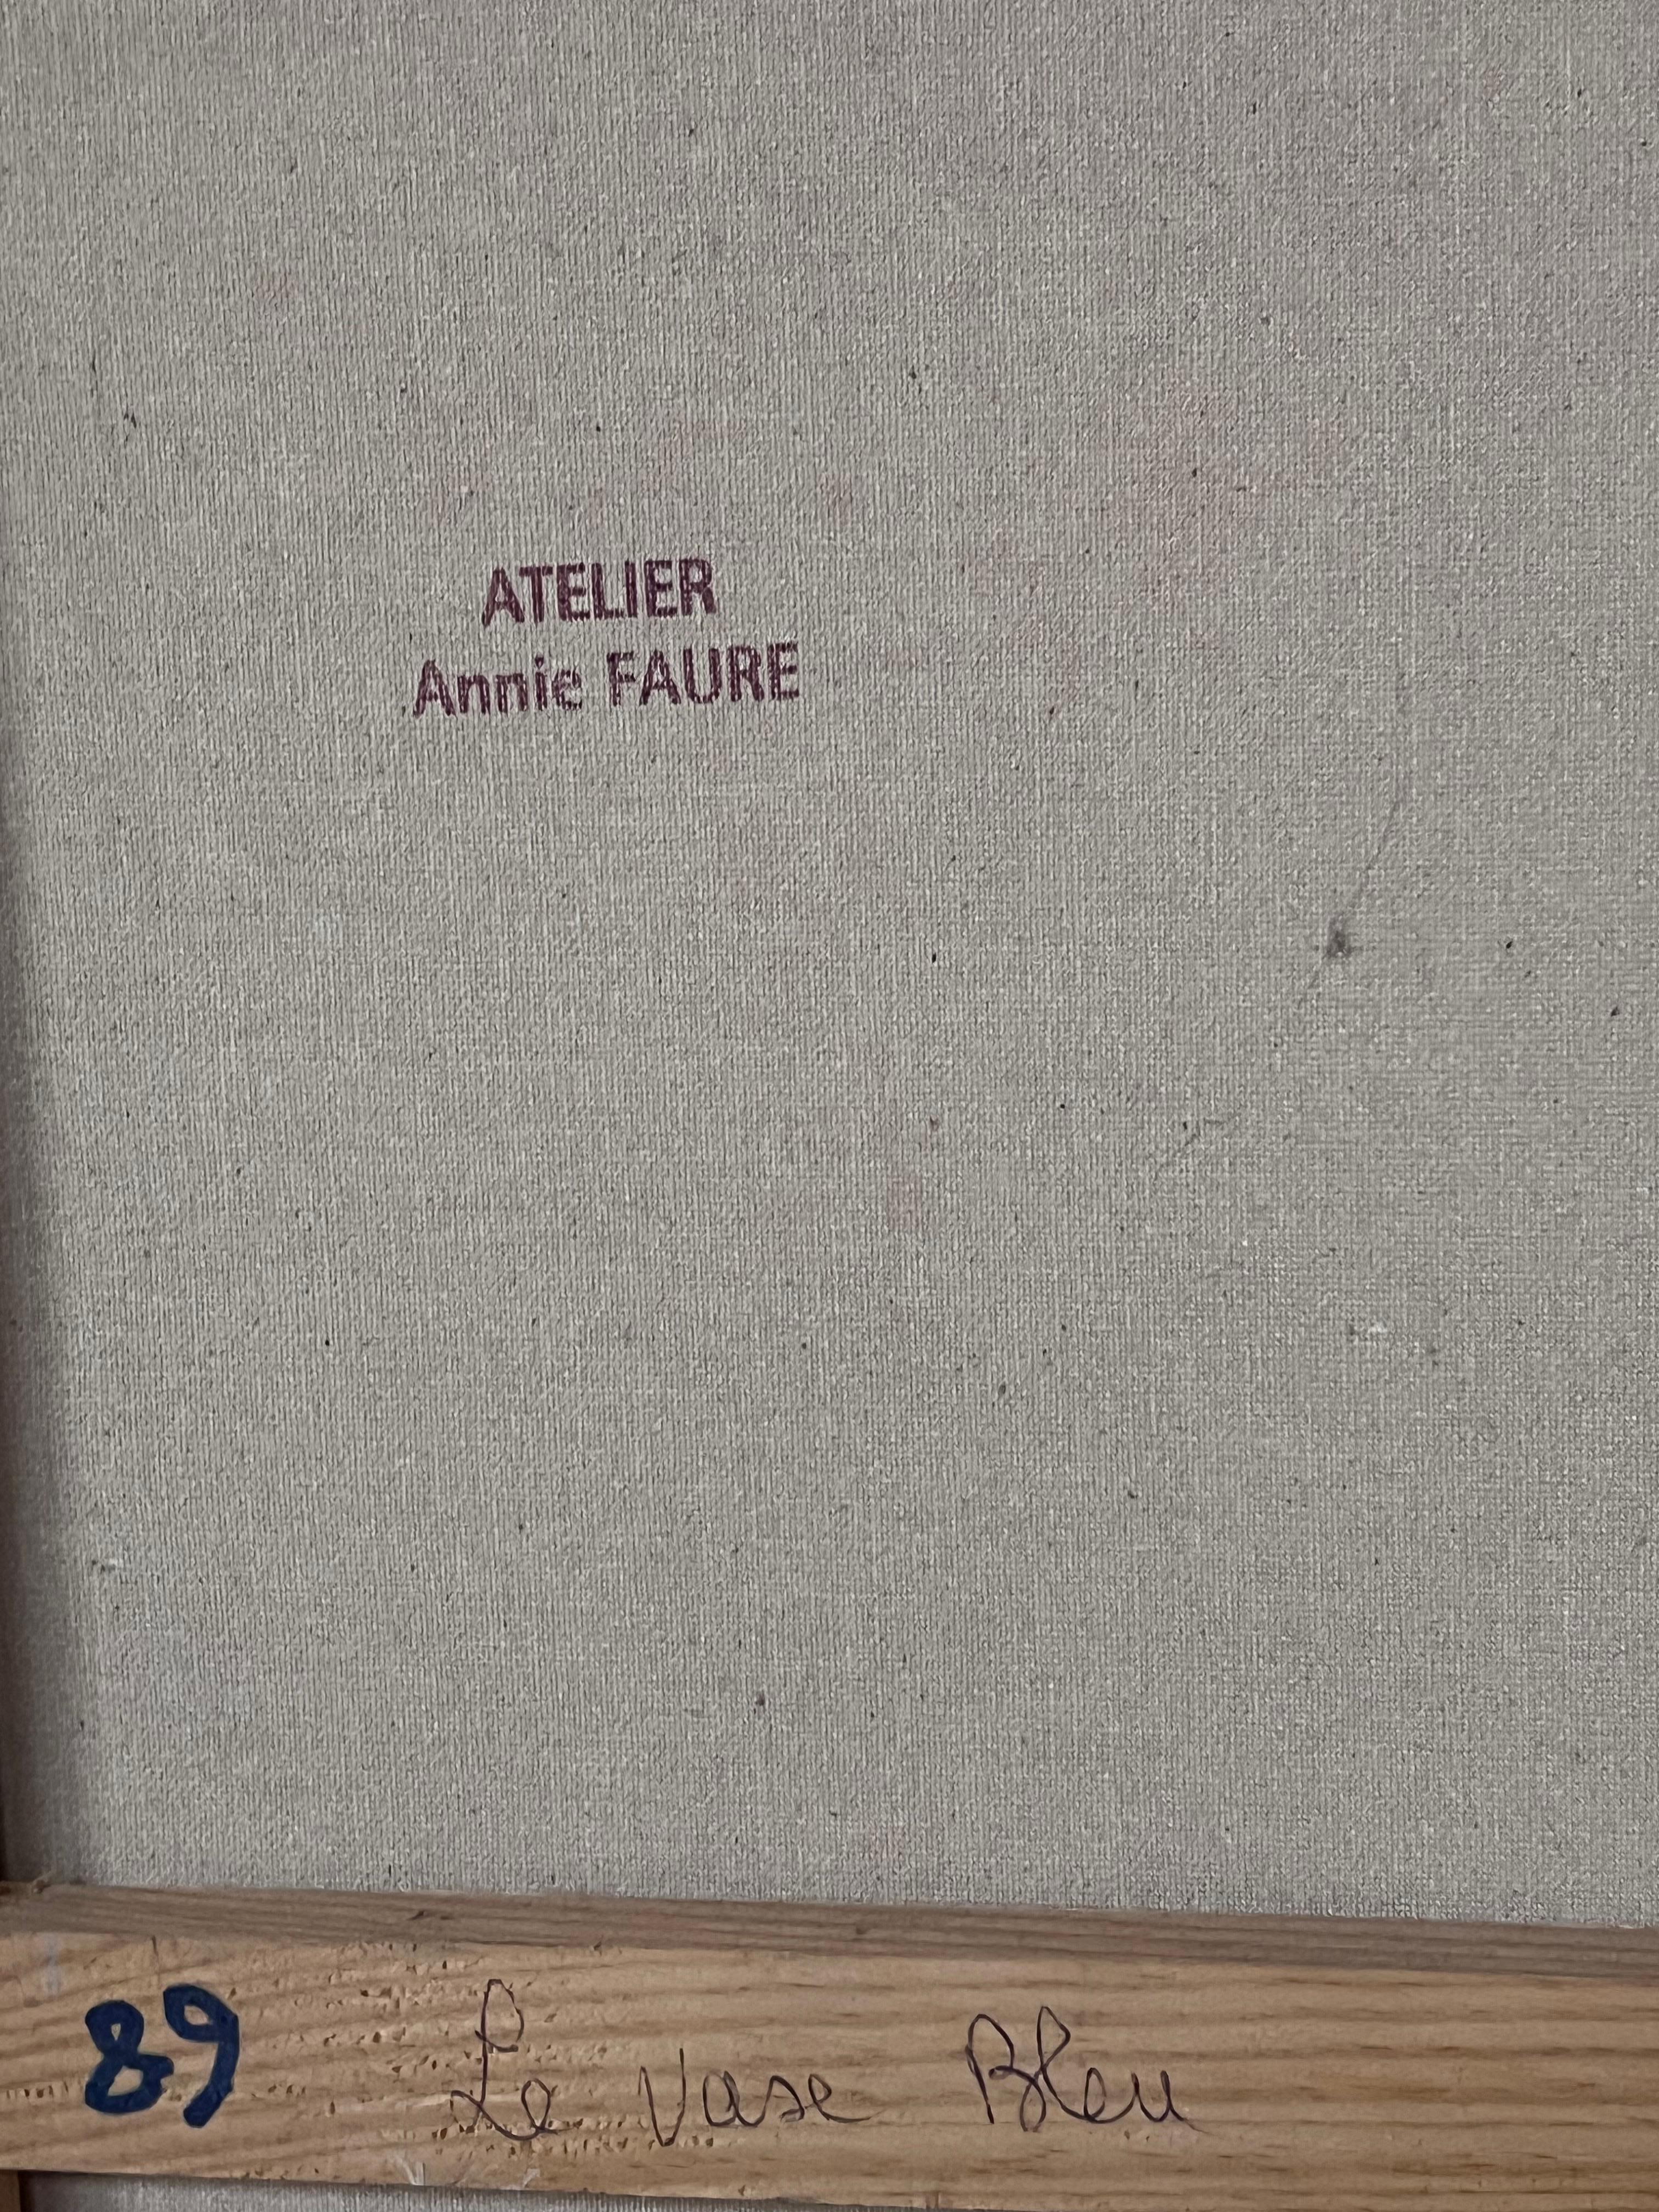 ATELIER
Annie FAURE
89 Le vase Bleu